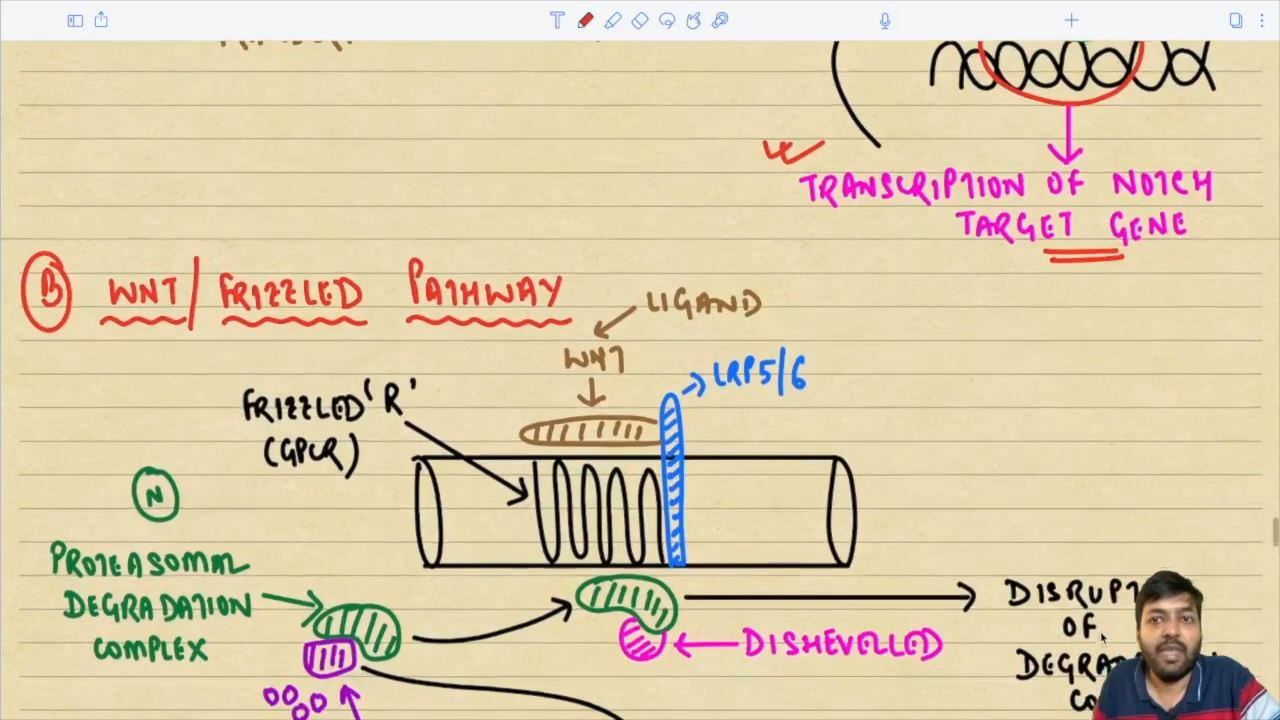 TRANSCRIPTION OF NOTCH
TARGET GENE
B WNT/FRIZZLED PATHWAY
LIGAND
WNT
LRP5/6
FRIZZLED 'R'
(GPCR)
N
PROTEASOMAL
DEGRADATION
COMPLEX
DISHEVELLED
OF